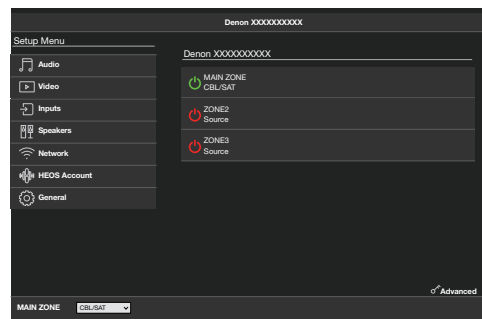 Denon XXXXXXXXXX
Setup Menu
Audio
Video
Inputs
Speakers
Network
HEOS Account
General
Denon XXXXXXXXXX
MAIN ZONE
CBL/SAT
ZONE2
Source
ZONE3
Source
Advanced
MAIN ZONE CBL/SAT